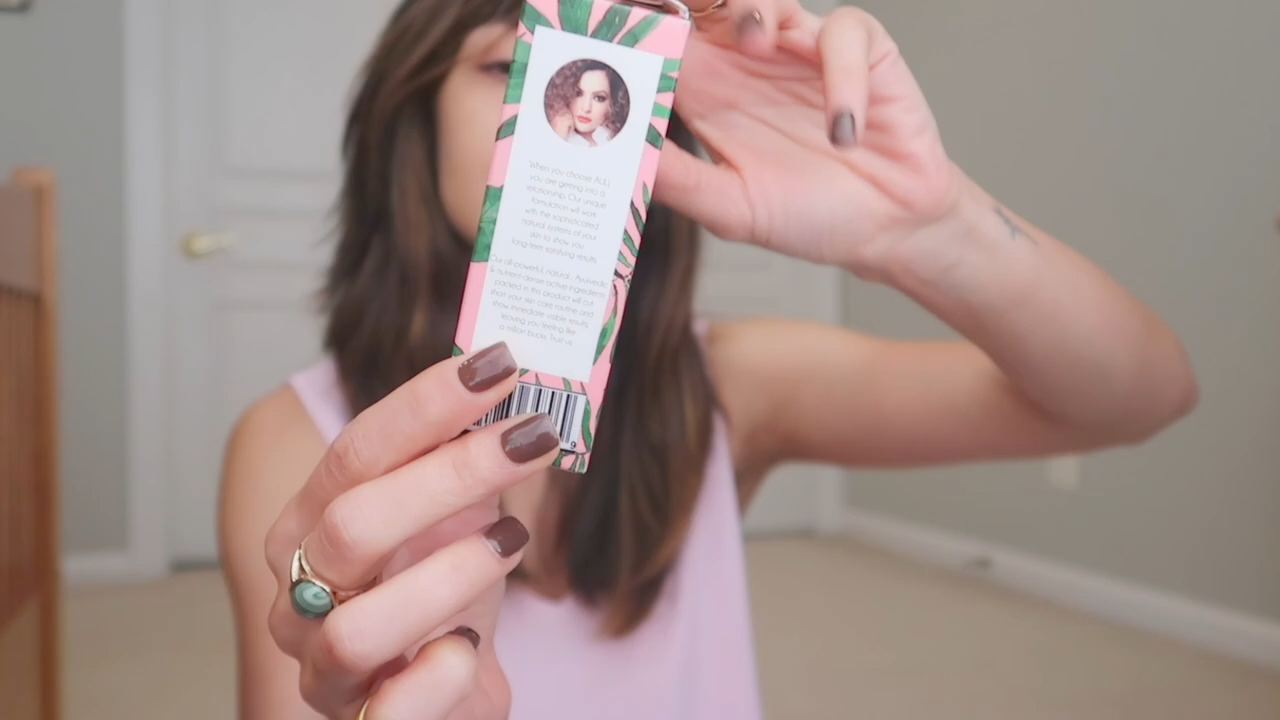 When you choose ALL,
you are getting into a
relationship. Our unique
formulation will work
with the sophisticated
natural systems of your
skin to show you
long-term satisfying results.
Our all-powerful, natural, Ayurvedic
& nutrient-dense active ingredients
packed in this product will cut
short your skin care routine and
show immediate visible results,
leaving you feeling like
a million bucks. Trust us.
9